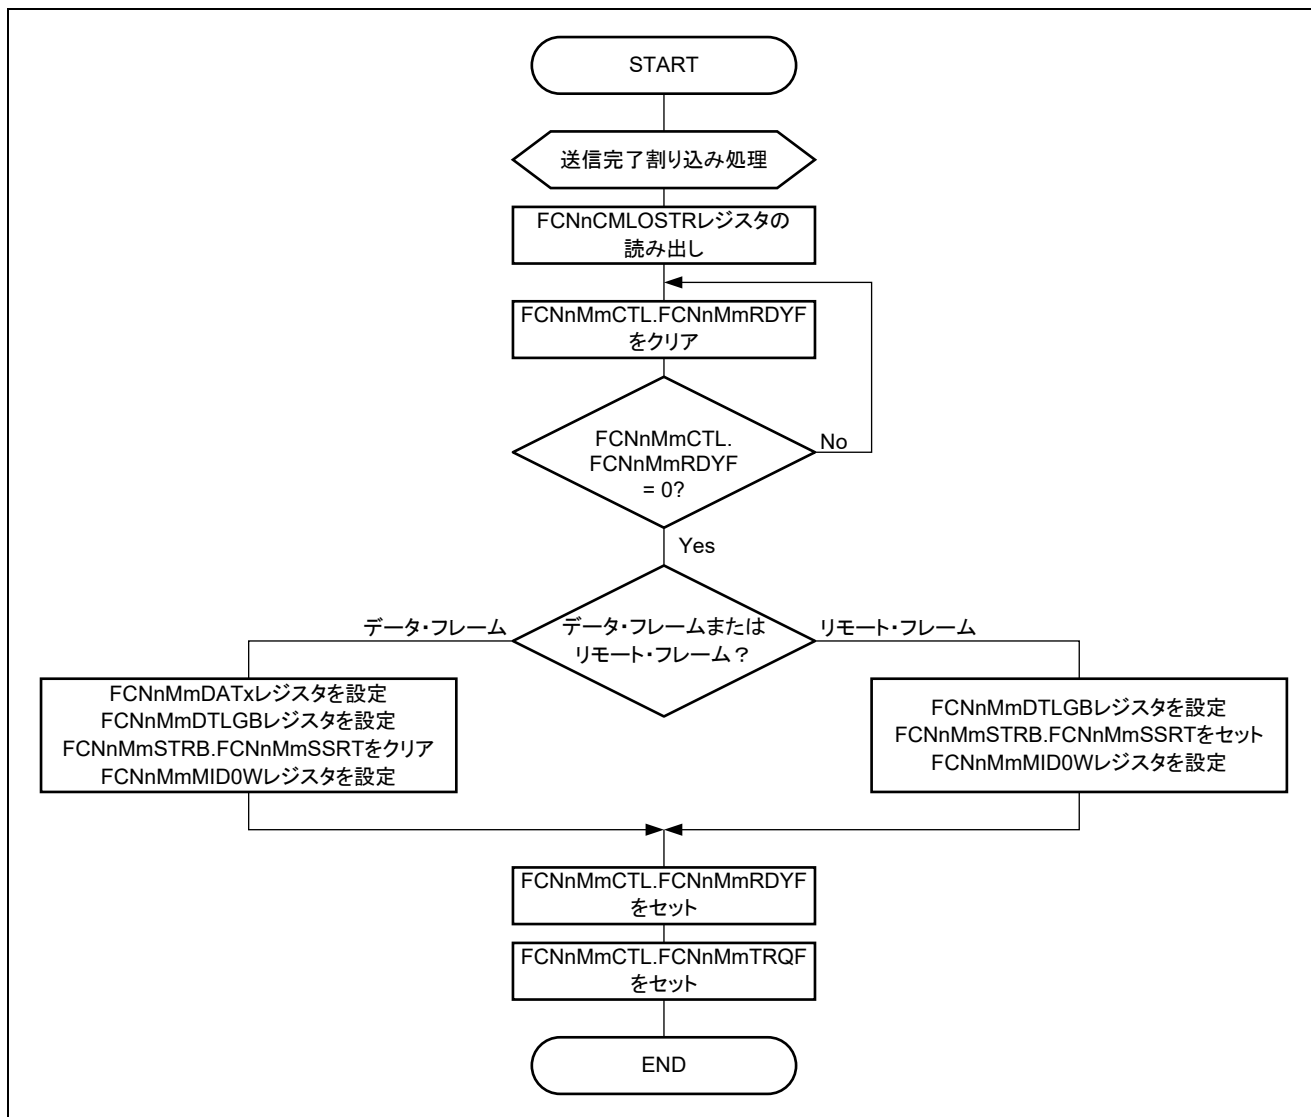 START
送信完了割り込み処理
FCNnCMLOSTRレジスタの
読み出し
FCNnMmCTL.FCNnMmRDYF
をクリア
FCNnMmCTL.
FCNnMmRDYF
= 0?
No
Yes
データ・フレームまたは
リモート・フレーム？
データ・フレーム
リモート・フレーム
FCNnMmDATxレジスタを設定
FCNnMmDTLGBレジスタを設定
FCNnMmSTRB.FCNnMmSSRTをクリア
FCNnMmMID0Wレジスタを設定
FCNnMmDTLGBレジスタを設定
FCNnMmSTRB.FCNnMmSSRTをセット
FCNnMmMID0Wレジスタを設定
FCNnMmCTL.FCNnMmRDYF
をセット
FCNnMmCTL.FCNnMmTRQF
をセット
END